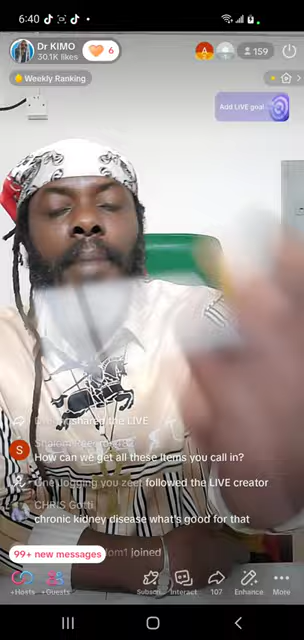 6:40
Dr KIMO
30.1K likes
6
159
Weekly Ranking
Add LIVE goal
shared the LIVE
How can we get all these Items you call in?
followed the LIVE creator
CHRIS Gotti
chronic kidney disease what's good for that
99+ new messages
joined
+Hosts
+Guests
Subscri
Interact
107
Enhance
More